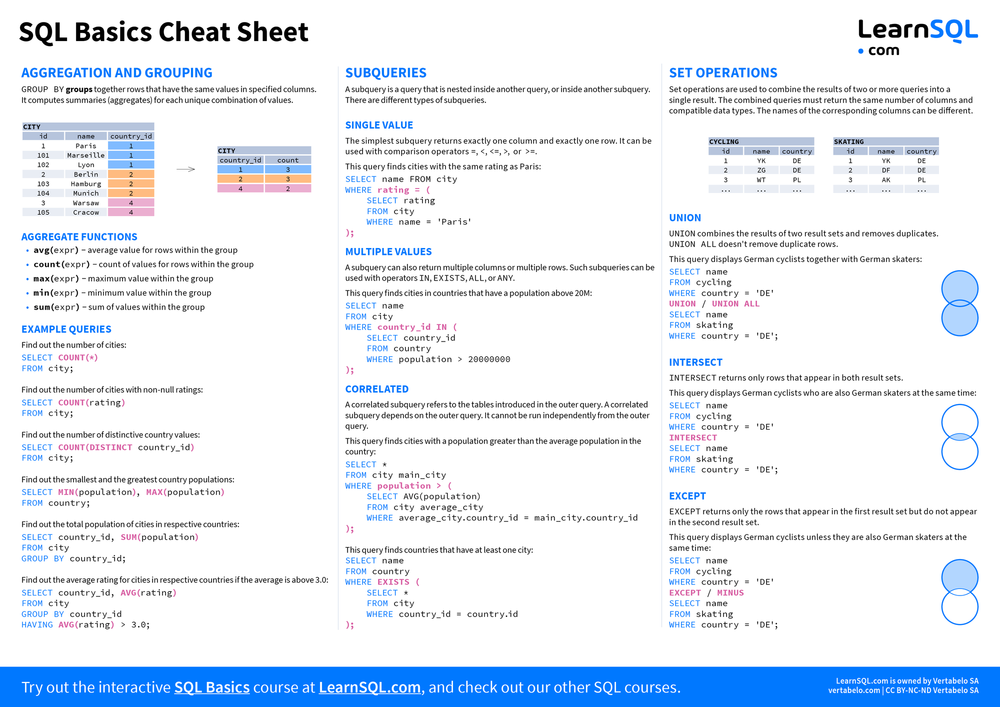 SQL Basics Cheat Sheet
LearnSQL
• com
AGGREGATION AND GROUPING
GROUP BY groups together rows that have the same values in specified columns.
It computes summaries (aggregates) for each unique combination of values.
CITY
id name country_id
1 Paris 1
101 Marseille 1
102 Lyon 1
2 Berlin 2
103 Hamburg 2
104 Munich 2
3 Warsaw 4
105 Cracow 4
CITY
country_id count
1 3
2 3
4 2
AGGREGATE FUNCTIONS
• avg(expr) – average value for rows within the group
• count(expr) – count of values for rows within the group
• max(expr) – maximum value within the group
• min(expr) – minimum value within the group
• sum(expr) – sum of values within the group
EXAMPLE QUERIES
Find out the number of cities:
SELECT COUNT(*)
FROM city;
Find out the number of cities with non-null ratings:
SELECT COUNT(rating)
FROM city;
Find out the number of distinctive country values:
SELECT COUNT(DISTINCT country_id)
FROM city;
Find out the smallest and the greatest country populations:
SELECT MIN(population), MAX(population)
FROM country;
Find out the total population of cities in respective countries:
SELECT country_id, SUM(population)
FROM city
GROUP BY country_id;
Find out the average rating for cities in respective countries if the average is above 3.0:
SELECT country_id, AVG(rating)
FROM city
GROUP BY country_id
HAVING AVG(rating) > 3.0;
SUBQUERIES
A subquery is a query that is nested inside another query, or inside another subquery.
There are different types of subqueries.
SINGLE VALUE
The simplest subquery returns exactly one column and exactly one row. It can be
used with comparison operators =, <, <=, >, or >=.
This query finds cities with the same rating as Paris:
SELECT name FROM city
WHERE rating = (
SELECT rating
FROM city
WHERE name = 'Paris'
);
MULTIPLE VALUES
A subquery can also return multiple columns or multiple rows. Such subqueries can be
used with operators IN, EXISTS, ALL, or ANY.
This query finds cities in countries that have a population above 20M:
SELECT name
FROM city
WHERE country_id IN (
SELECT country_id
FROM country
WHERE population > 20000000
);
CORRELATED
A correlated subquery refers to the tables introduced in the outer query. A correlated
subquery depends on the outer query. It cannot be run independently from the outer
query.
This query finds cities with a population greater than the average population in the
country:
SELECT *
FROM city main_city
WHERE population > (
SELECT AVG(population)
FROM city average_city
WHERE average_city.country_id = main_city.country_id
);
This query finds countries that have at least one city:
SELECT name
FROM country
WHERE EXISTS (
SELECT *
FROM city
WHERE country_id = country.id
);
SET OPERATIONS
Set operations are used to combine the results of two or more queries into a
single result. The combined queries must return the same number of columns and
compatible data types. The names of the corresponding columns can be different.
CYCLING
id name country
1 YK DE
2 ZG DE
3 WT PL
... ... ...
SKATING
id name country
1 YK DE
2 DF DE
3 AK PL
... ... ...
UNION
UNION combines the results of two result sets and removes duplicates.
UNION ALL doesn't remove duplicate rows.
This query displays German cyclists together with German skaters:
SELECT name
FROM cycling
WHERE country = 'DE'
UNION / UNION ALL
SELECT name
FROM skating
WHERE country = 'DE';
INTERSECT
INTERSECT returns only rows that appear in both result sets.
This query displays German cyclists who are also German skaters at the same time:
SELECT name
FROM cycling
WHERE country = 'DE'
INTERSECT
SELECT name
FROM skating
WHERE country = 'DE';
EXCEPT
EXCEPT returns only the rows that appear in the first result set but do not appear
in the second result set.
This query displays German cyclists unless they are also German skaters at the
same time:
SELECT name
FROM cycling
WHERE country = 'DE'
EXCEPT / MINUS
SELECT name
FROM skating
WHERE country = 'DE';
Try out the interactive SQL Basics course at LearnSQL.com, and check out our other SQL courses.
LearnSQL.com is owned by Vertabelo SA
vertabelo.com | CC BY-NC-ND Vertabelo SA